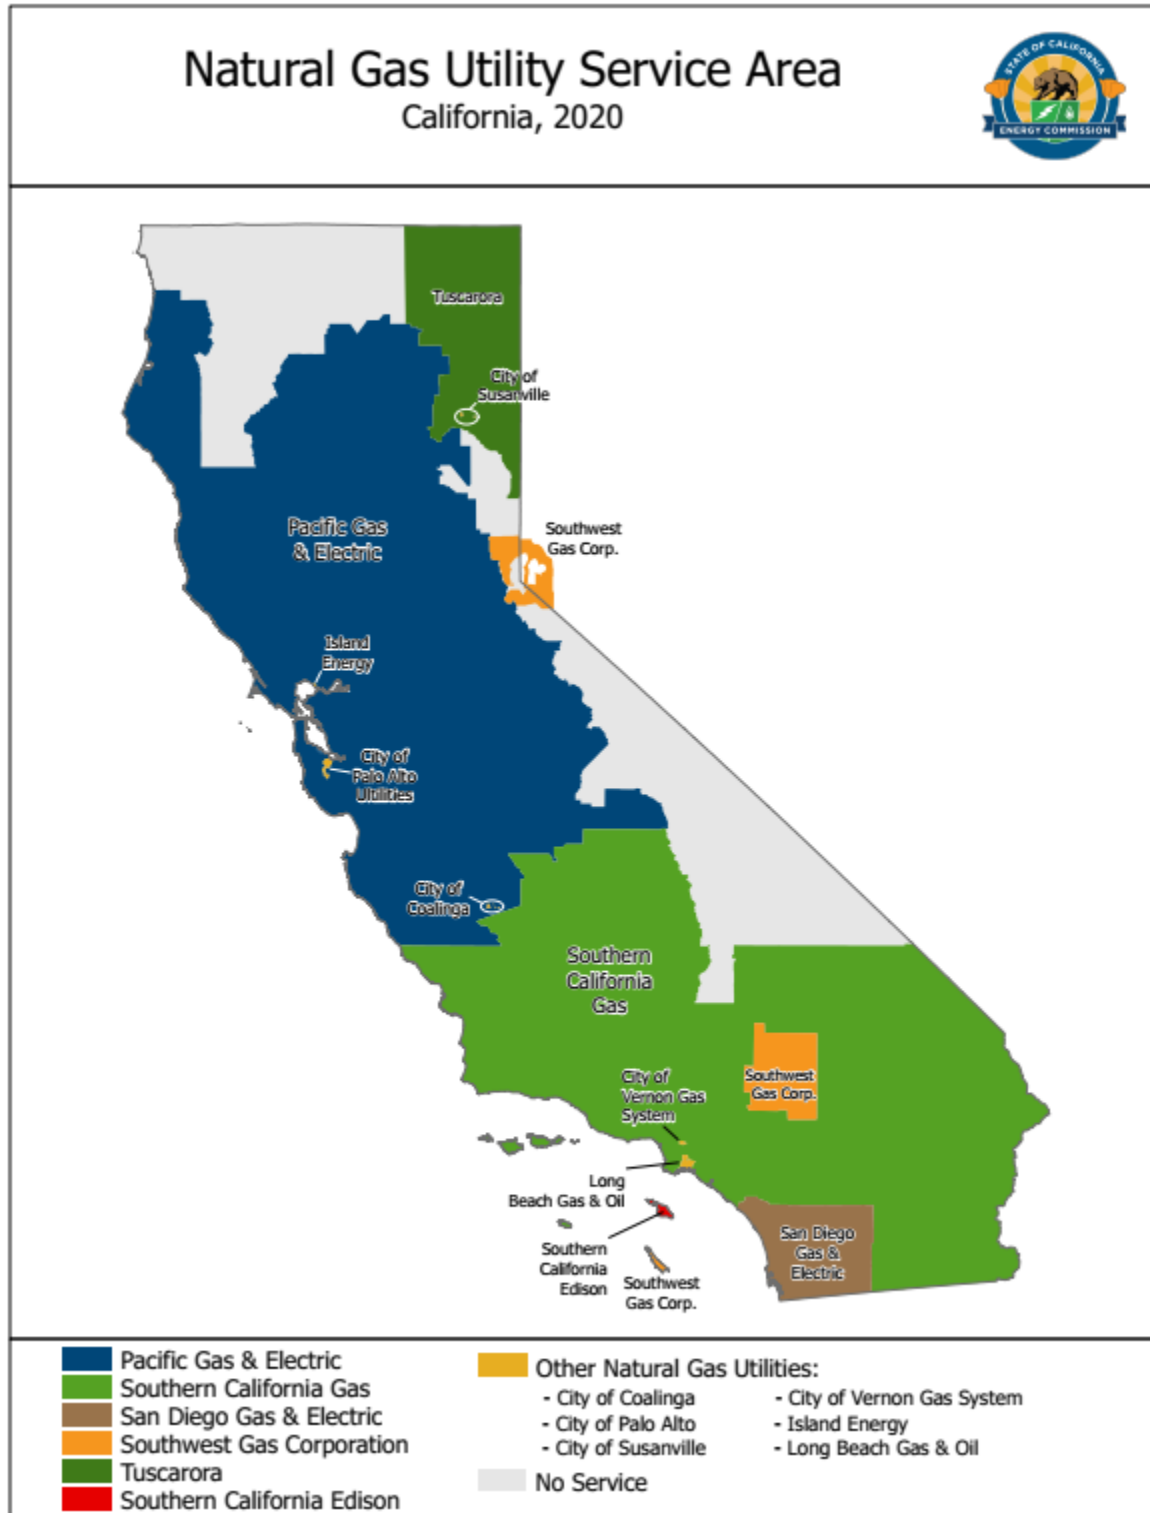 Natural Gas Utility Service Area
California, 2020
STATE OF CALIFORNIA
ENERGY COMMISSION
Tuscarora
City of
Susanville
Pacific Gas
& Electric
Southwest
Gas Corp.
Island
Energy
City of
Palo Alto
Ultilities
City of
Coalinga
Southern
California
Gas
City of
Vernon Gas
System
Southwest
Gas Corp.
Long
Beach Gas & Oil
Southern
California
Edison
Southwest
Gas Corp.
San Diego
Gas &
Electric
Pacific Gas & Electric
Southern California Gas
San Diego Gas & Electric
Southwest Gas Corporation
Tuscarora
Southern California Edison
Other Natural Gas Utilities:
- City of Coalinga
- City of Palo Alto
- City of Susanville
- City of Vernon Gas System
- Island Energy
- Long Beach Gas & Oil
No Service